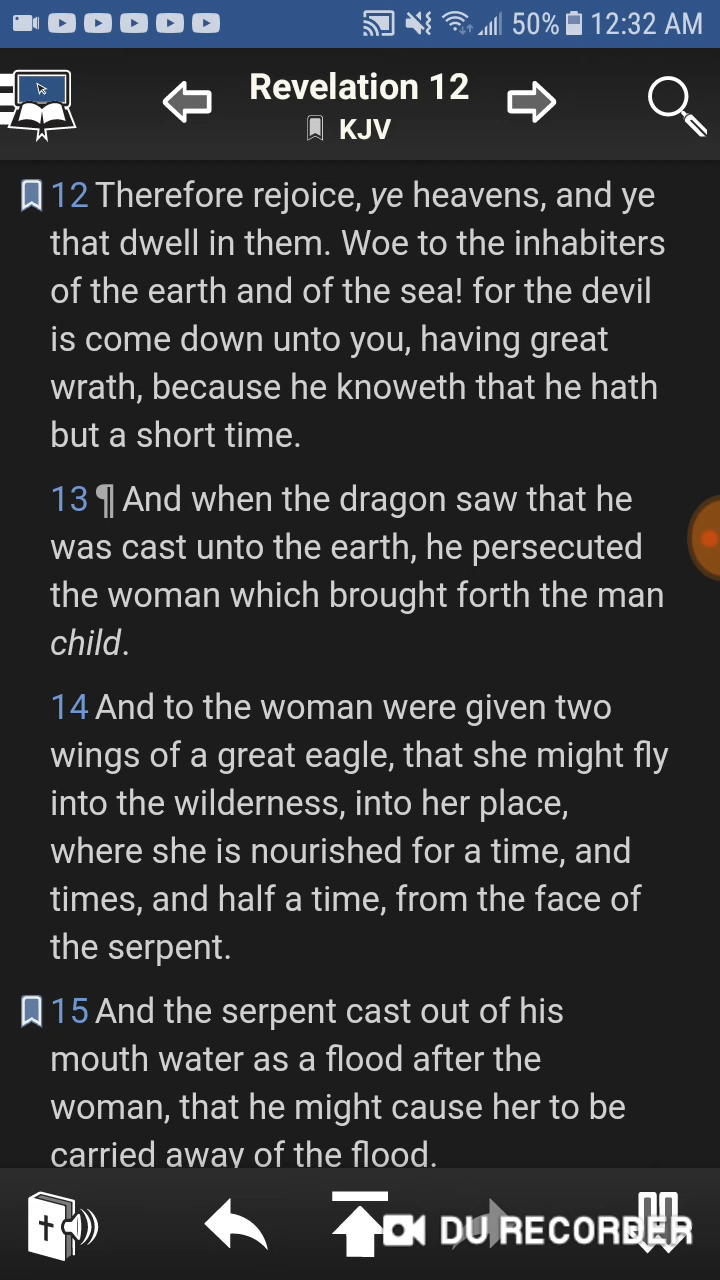 50% 12:32 AM
Revelation 12
KJV
12 Therefore rejoice, ye heavens, and ye
that dwell in them. Woe to the inhabiters
of the earth and of the sea! for the devil
is come down unto you, having great
wrath, because he knoweth that he hath
but a short time.
13 ¶ And when the dragon saw that he
was cast unto the earth, he persecuted
the woman which brought forth the man
child.
14 And to the woman were given two
wings of a great eagle, that she might fly
into the wilderness, into her place,
where she is nourished for a time, and
times, and half a time, from the face of
the serpent.
15 And the serpent cast out of his
mouth water as a flood after the
woman, that he might cause her to be
carried away of the flood.
DU RECORDER